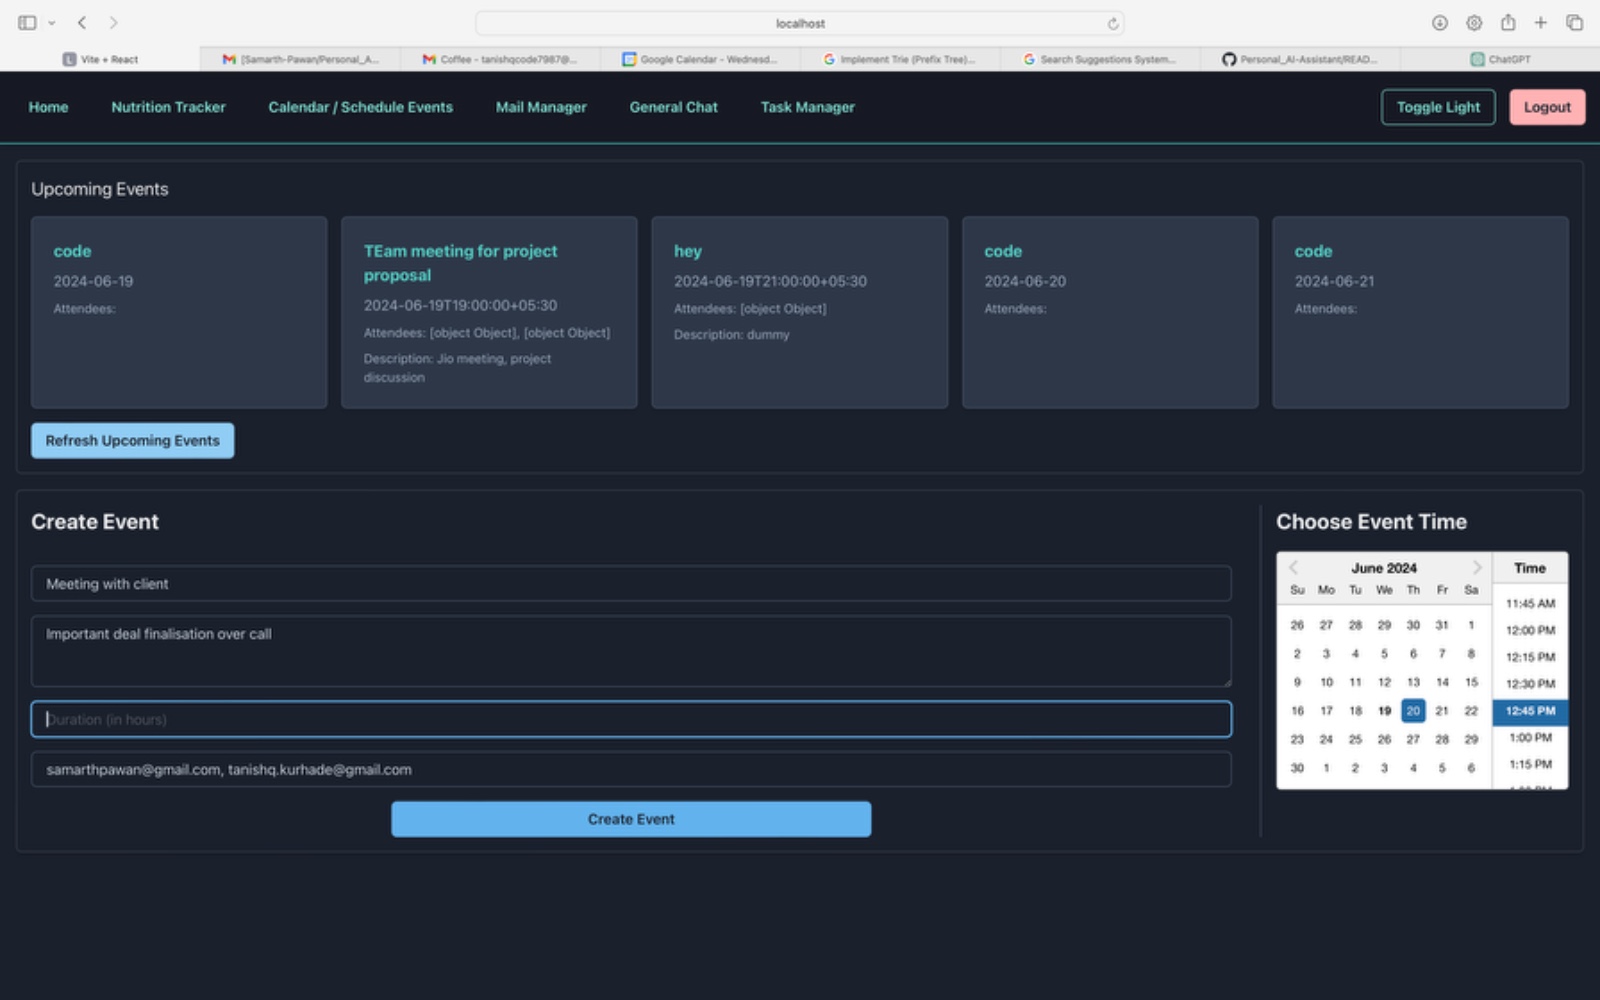 localhost
Vite + React
[Samarth-Pawan/Personal_A...
Coffee - tanishqcode7987@...
Google Calendar - Wednesd...
Implement Trie (Prefix Tree)...
Search Suggestions System...
Personal_AI-Assistant/READ...
ChatGPT
Home
Nutrition Tracker
Calendar / Schedule Events
Mail Manager
General Chat
Task Manager
Toggle Light
Logout
Upcoming Events
code
2024-06-19
Attendees:
TEam meeting for project
proposal
2024-06-19T19:00:00+05:30
Attendees: [object Object], [object Object]
Description: Jio meeting, project
discussion
hey
2024-06-19T21:00:00+05:30
Attendees: [object Object]
Description: dummy
code
2024-06-20
Attendees:
code
2024-06-21
Attendees:
Refresh Upcoming Events
Create Event
Meeting with client
Important deal finalisation over call
Duration (in hours)
samarthpawan@gmail.com, tanishq.kurhade@gmail.com
Create Event
Choose Event Time
June 2024
Su Mo Tu We Th Fr Sa
26 27 28 29 30 31 1
2 3 4 5 6 7 8
9 10 11 12 13 14 15
16 17 18 19 20 21 22
23 24 25 26 27 28 29
30 1 2 3 4 5 6
Time
11:45 AM
12:00 PM
12:15 PM
12:30 PM
12:45 PM
1:00 PM
1:15 PM